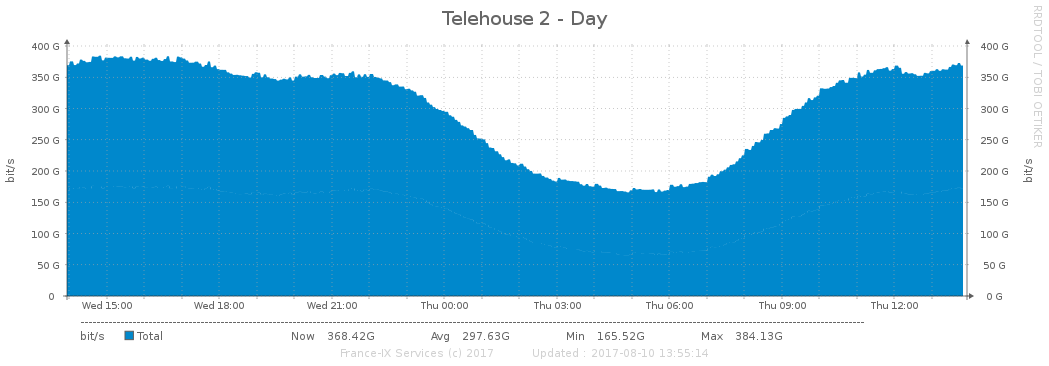 Telehouse 2 - Day
RRDTOOL / TOBI OETIKER
400 G 400 G
350 G 350 G
300 G 300 G
250 G 250 G
200 G 200 G
150 G 150 G
100 G 100 G
50 G 50 G
0 0 G
bit/s bit/s
Wed 15:00 Wed 18:00 Wed 21:00 Thu 00:00 Thu 03:00 Thu 06:00 Thu 09:00 Thu 12:00
bit/s Total Now 368.42G Avg 297.63G Min 165.52G Max 384.13G
France-IX Services (c) 2017 Updated : 2017-08-10 13:55:14